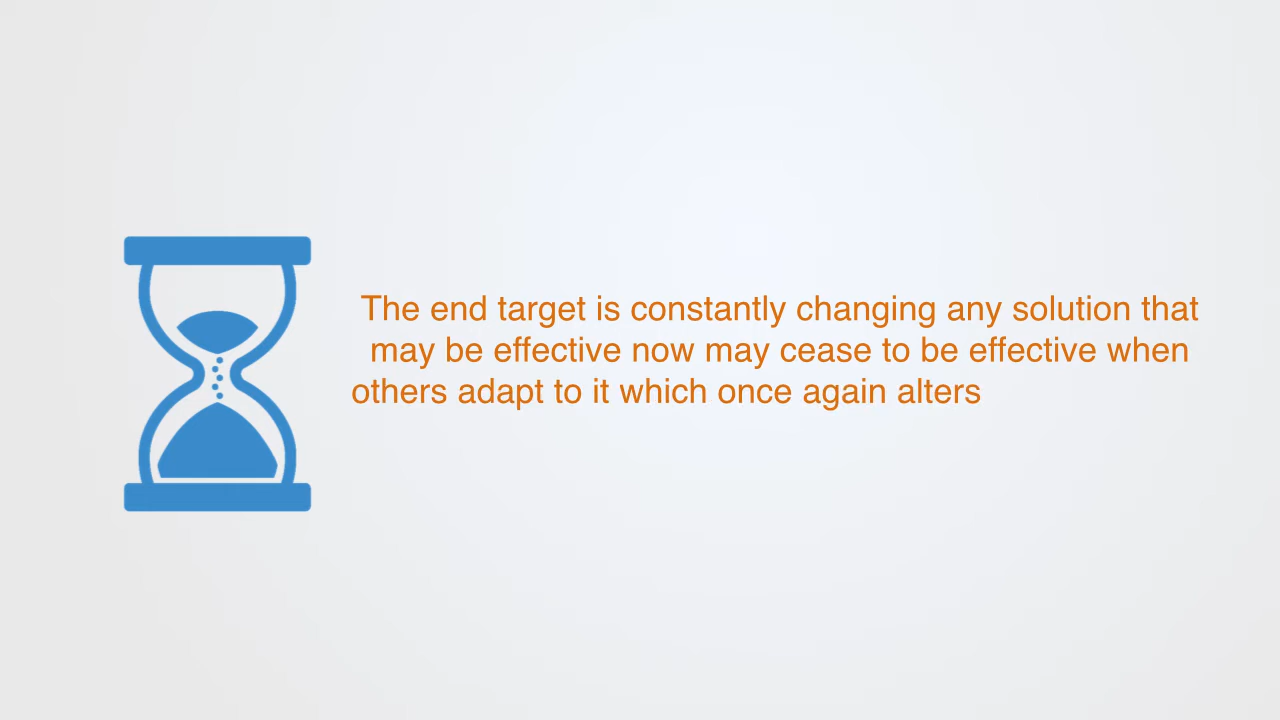 The end target is constantly changing any solution that
may be effective now may cease to be effective when
others adapt to it which once again alters